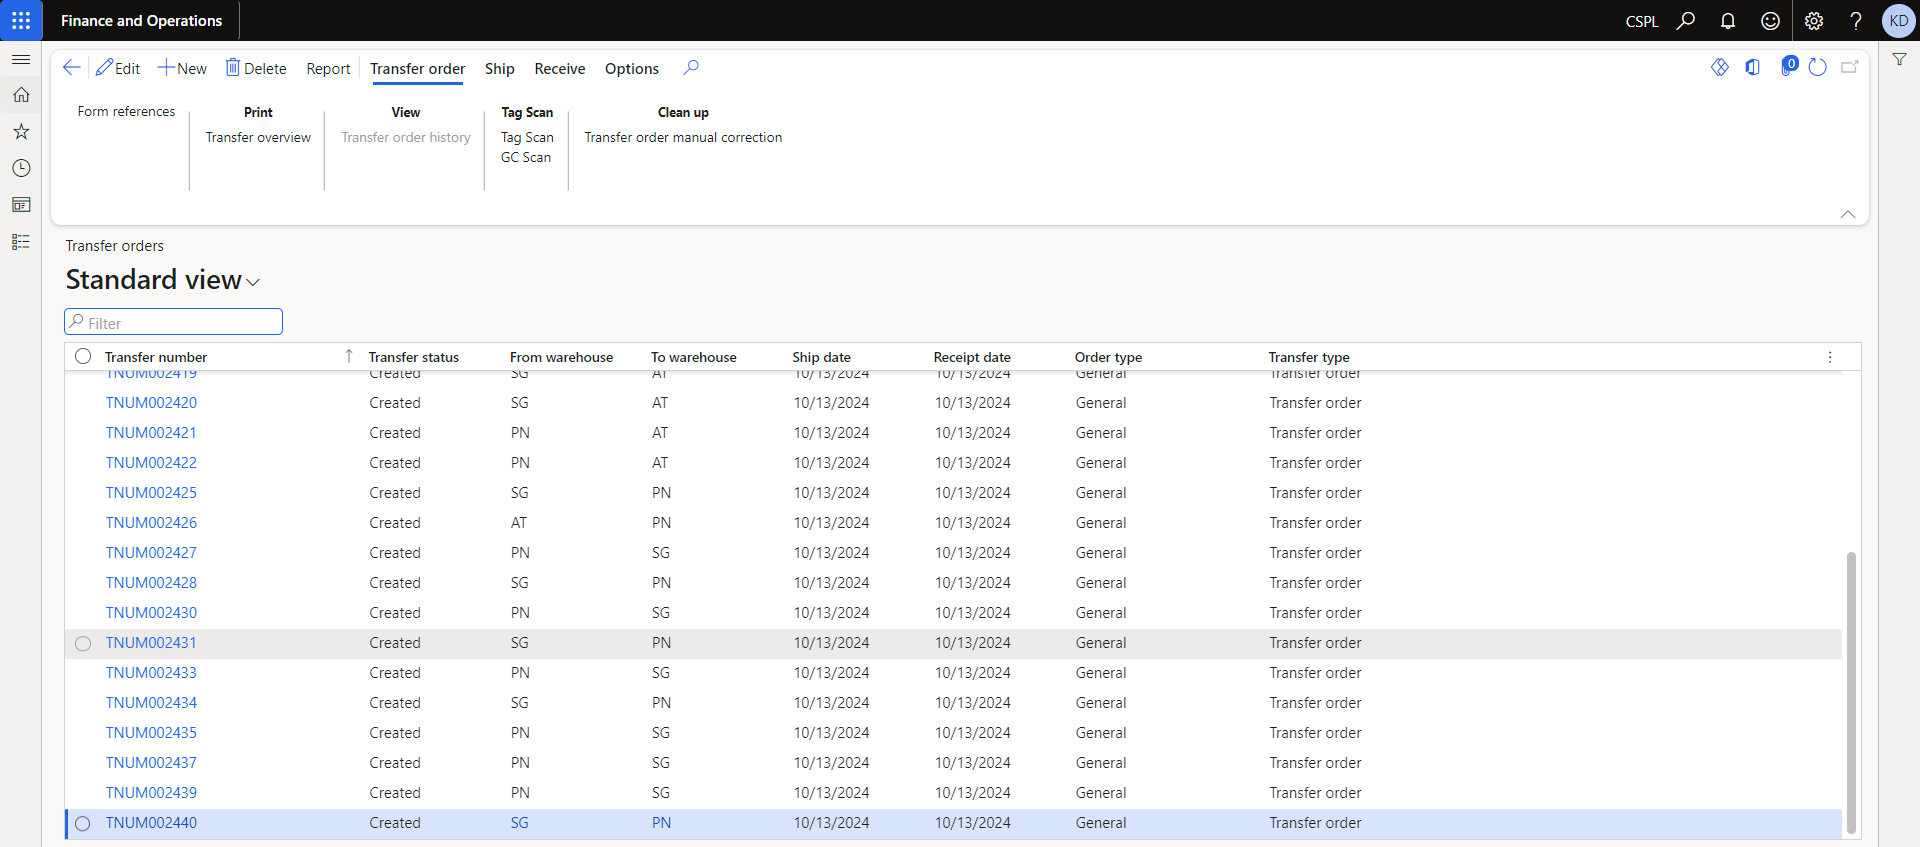 Finance and Operations CSPL ? KD
Edit New Delete Report Transfer order Ship Receive Options 0
Form references Print View Tag Scan Clean up
Transfer overview Transfer order history Tag Scan Transfer order manual correction
GC Scan
Transfer orders
Standard view
Filter
Transfer number Transfer status From warehouse To warehouse Ship date Receipt date Order type Transfer type
TNUM002419 Created SG AT 10/13/2024 10/13/2024 General Transfer order
TNUM002420 Created SG AT 10/13/2024 10/13/2024 General Transfer order
TNUM002421 Created PN AT 10/13/2024 10/13/2024 General Transfer order
TNUM002422 Created PN AT 10/13/2024 10/13/2024 General Transfer order
TNUM002425 Created SG PN 10/13/2024 10/13/2024 General Transfer order
TNUM002426 Created AT PN 10/13/2024 10/13/2024 General Transfer order
TNUM002427 Created PN SG 10/13/2024 10/13/2024 General Transfer order
TNUM002428 Created SG PN 10/13/2024 10/13/2024 General Transfer order
TNUM002430 Created PN SG 10/13/2024 10/13/2024 General Transfer order
TNUM002431 Created SG PN 10/13/2024 10/13/2024 General Transfer order
TNUM002433 Created PN SG 10/13/2024 10/13/2024 General Transfer order
TNUM002434 Created SG PN 10/13/2024 10/13/2024 General Transfer order
TNUM002435 Created PN SG 10/13/2024 10/13/2024 General Transfer order
TNUM002437 Created PN SG 10/13/2024 10/13/2024 General Transfer order
TNUM002439 Created PN SG 10/13/2024 10/13/2024 General Transfer order
TNUM002440 Created SG PN 10/13/2024 10/13/2024 General Transfer order